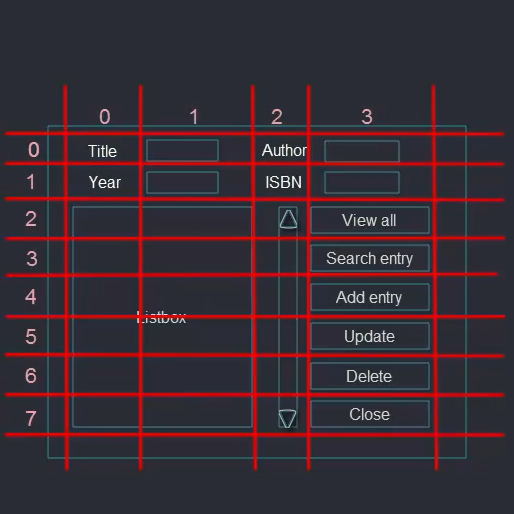 0 1 2 3
0 Title Author
1 Year ISBN
2 View all
3 Search entry
4 Add entry
Listbox
5 Update
6 Delete
7 Close